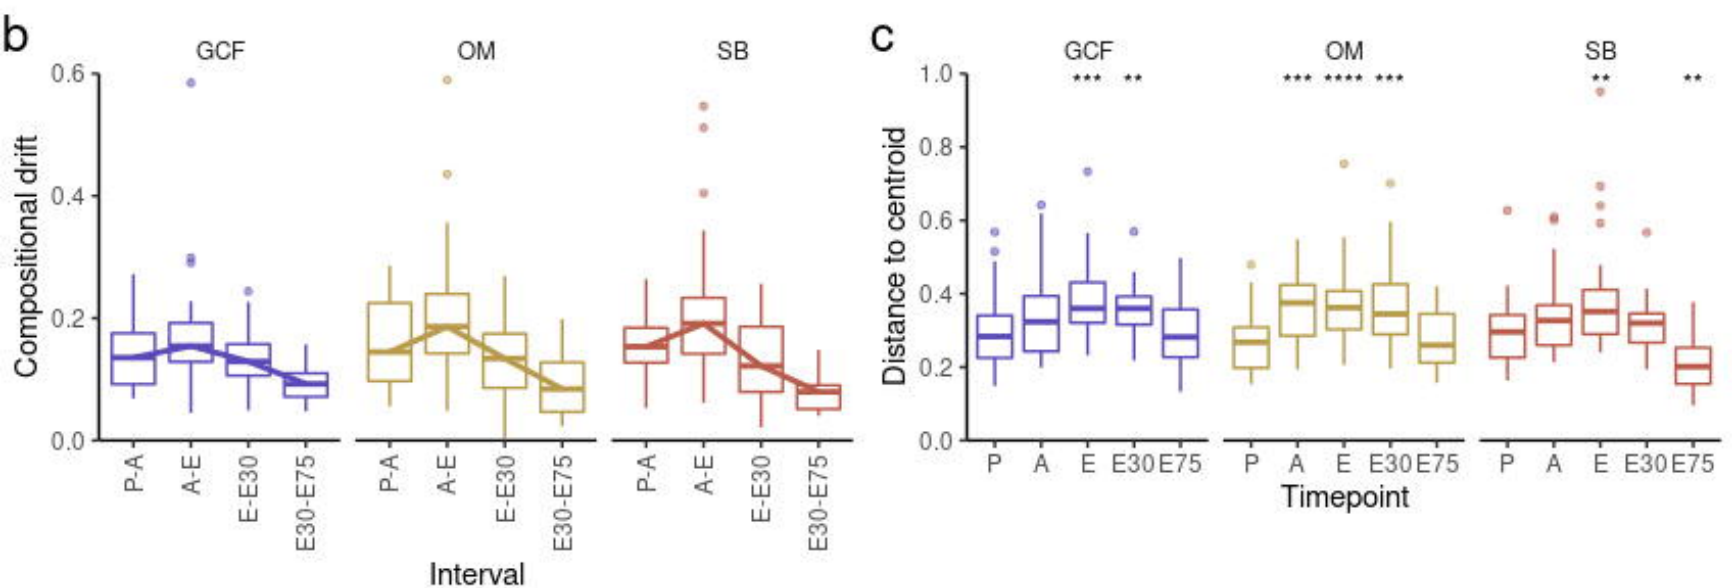 b
GCF OM SB
Compositional drift
0.6
0.4
0.2
0.0
P-A A-E E-E30 E30-E75 P-A A-E E-E30 E30-E75 P-A A-E E-E30 E30-E75
Interval
c
GCF OM SB
*** ** *** **** *** ** **
Distance to centroid
1.0
0.8
0.6
0.4
0.2
0.0
P A E E30 E75 P A E E30 E75 P A E E30 E75
Timepoint